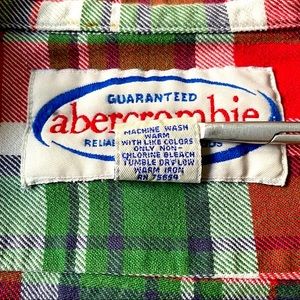 GUARANTEED
abercrombie
MACHINE WASH
WARM
WITH LIKE COLORS
ONLY NON-
CHLORINE BLEACH
TUMBLE DRY LOW
WARM IRON
RN 75654